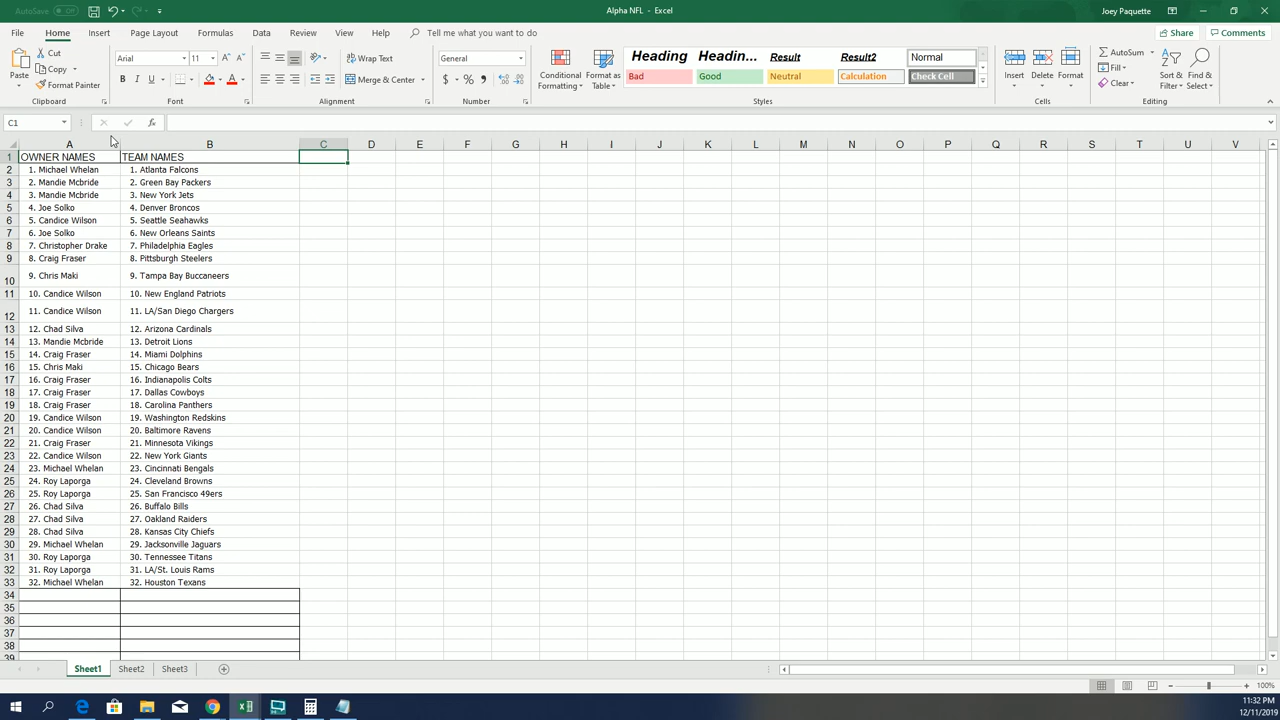 AutoSave Off
Alpha NFL - Excel
Joey Paquette
File Home Insert Page Layout Formulas Data Review View Help Tell me what you want to do
Share Comments
Paste Cut Copy Format Painter Clipboard
Arial 11 B I U A Font
Wrap Text Merge & Center Alignment
General $ % Number
Conditional Formatting Format as Table
Heading Headin... Result Result2 Normal
Bad Good Neutral Calculation Check Cell
Styles
Insert Delete Format Cells
AutoSum Fill Clear Sort & Filter Find & Select Editing
C1 fx
A B C D E F G H I J K L M N O P Q R S T U V
1 OWNER NAMES TEAM NAMES
2 1. Michael Whelan 1. Atlanta Falcons
3 2. Mandie Mcbride 2. Green Bay Packers
4 3. Mandie Mcbride 3. New York Jets
5 4. Joe Solko 4. Denver Broncos
6 5. Candice Wilson 5. Seattle Seahawks
7 6. Joe Solko 6. New Orleans Saints
8 7. Christopher Drake 7. Philadelphia Eagles
9 8. Craig Fraser 8. Pittsburgh Steelers
10 9. Chris Maki 9. Tampa Bay Buccaneers
11 10. Candice Wilson 10. New England Patriots
12 11. Candice Wilson 11. LA/San Diego Chargers
13 12. Chad Silva 12. Arizona Cardinals
14 13. Mandie Mcbride 13. Detroit Lions
15 14. Craig Fraser 14. Miami Dolphins
16 15. Chris Maki 15. Chicago Bears
17 16. Craig Fraser 16. Indianapolis Colts
18 17. Craig Fraser 17. Dallas Cowboys
19 18. Craig Fraser 18. Carolina Panthers
20 19. Candice Wilson 19. Washington Redskins
21 20. Candice Wilson 20. Baltimore Ravens
22 21. Craig Fraser 21. Minnesota Vikings
23 22. Candice Wilson 22. New York Giants
24 23. Michael Whelan 23. Cincinnati Bengals
25 24. Roy Laporga 24. Cleveland Browns
26 25. Roy Laporga 25. San Francisco 49ers
27 26. Chad Silva 26. Buffalo Bills
28 27. Chad Silva 27. Oakland Raiders
29 28. Chad Silva 28. Kansas City Chiefs
30 29. Michael Whelan 29. Jacksonville Jaguars
31 30. Roy Laporga 30. Tennessee Titans
32 31. Roy Laporga 31. LA/St. Louis Rams
33 32. Michael Whelan 32. Houston Texans
34
35
36
37
38
39
Sheet1 Sheet2 Sheet3
100%
11:32 PM
12/11/2019